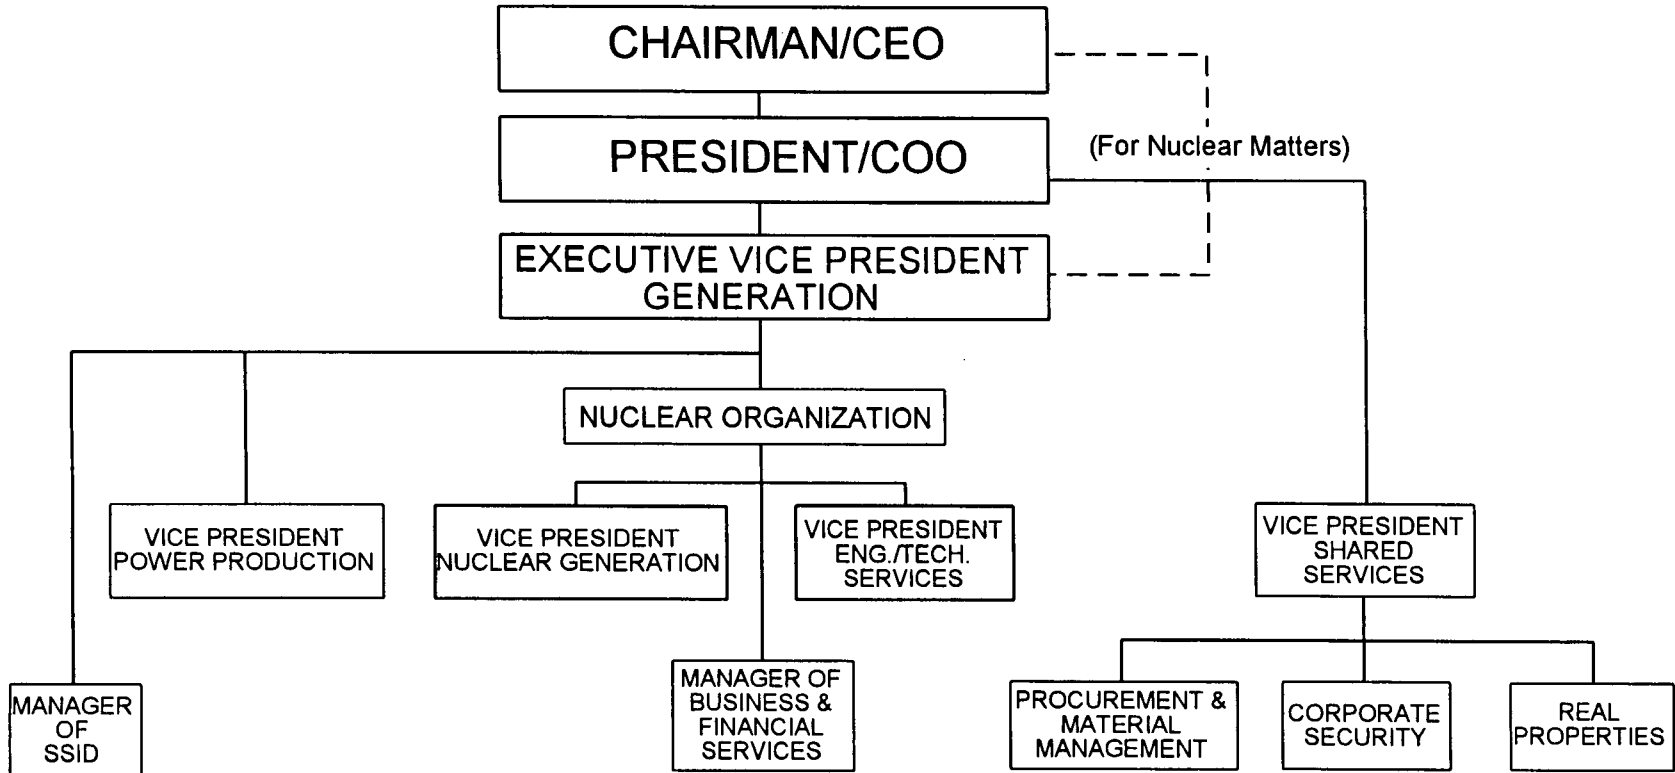 CHAIRMAN/CEO
PRESIDENT/COO
(For Nuclear Matters)
EXECUTIVE VICE PRESIDENT
GENERATION
NUCLEAR ORGANIZATION
VICE PRESIDENT
POWER PRODUCTION
VICE PRESIDENT
NUCLEAR GENERATION
VICE PRESIDENT
ENG./TECH.
SERVICES
VICE PRESIDENT
SHARED
SERVICES
MANAGER
OF
SSID
MANAGER OF
BUSINESS &
FINANCIAL
SERVICES
PROCUREMENT &
MATERIAL
MANAGEMENT
CORPORATE
SECURITY
REAL
PROPERTIES